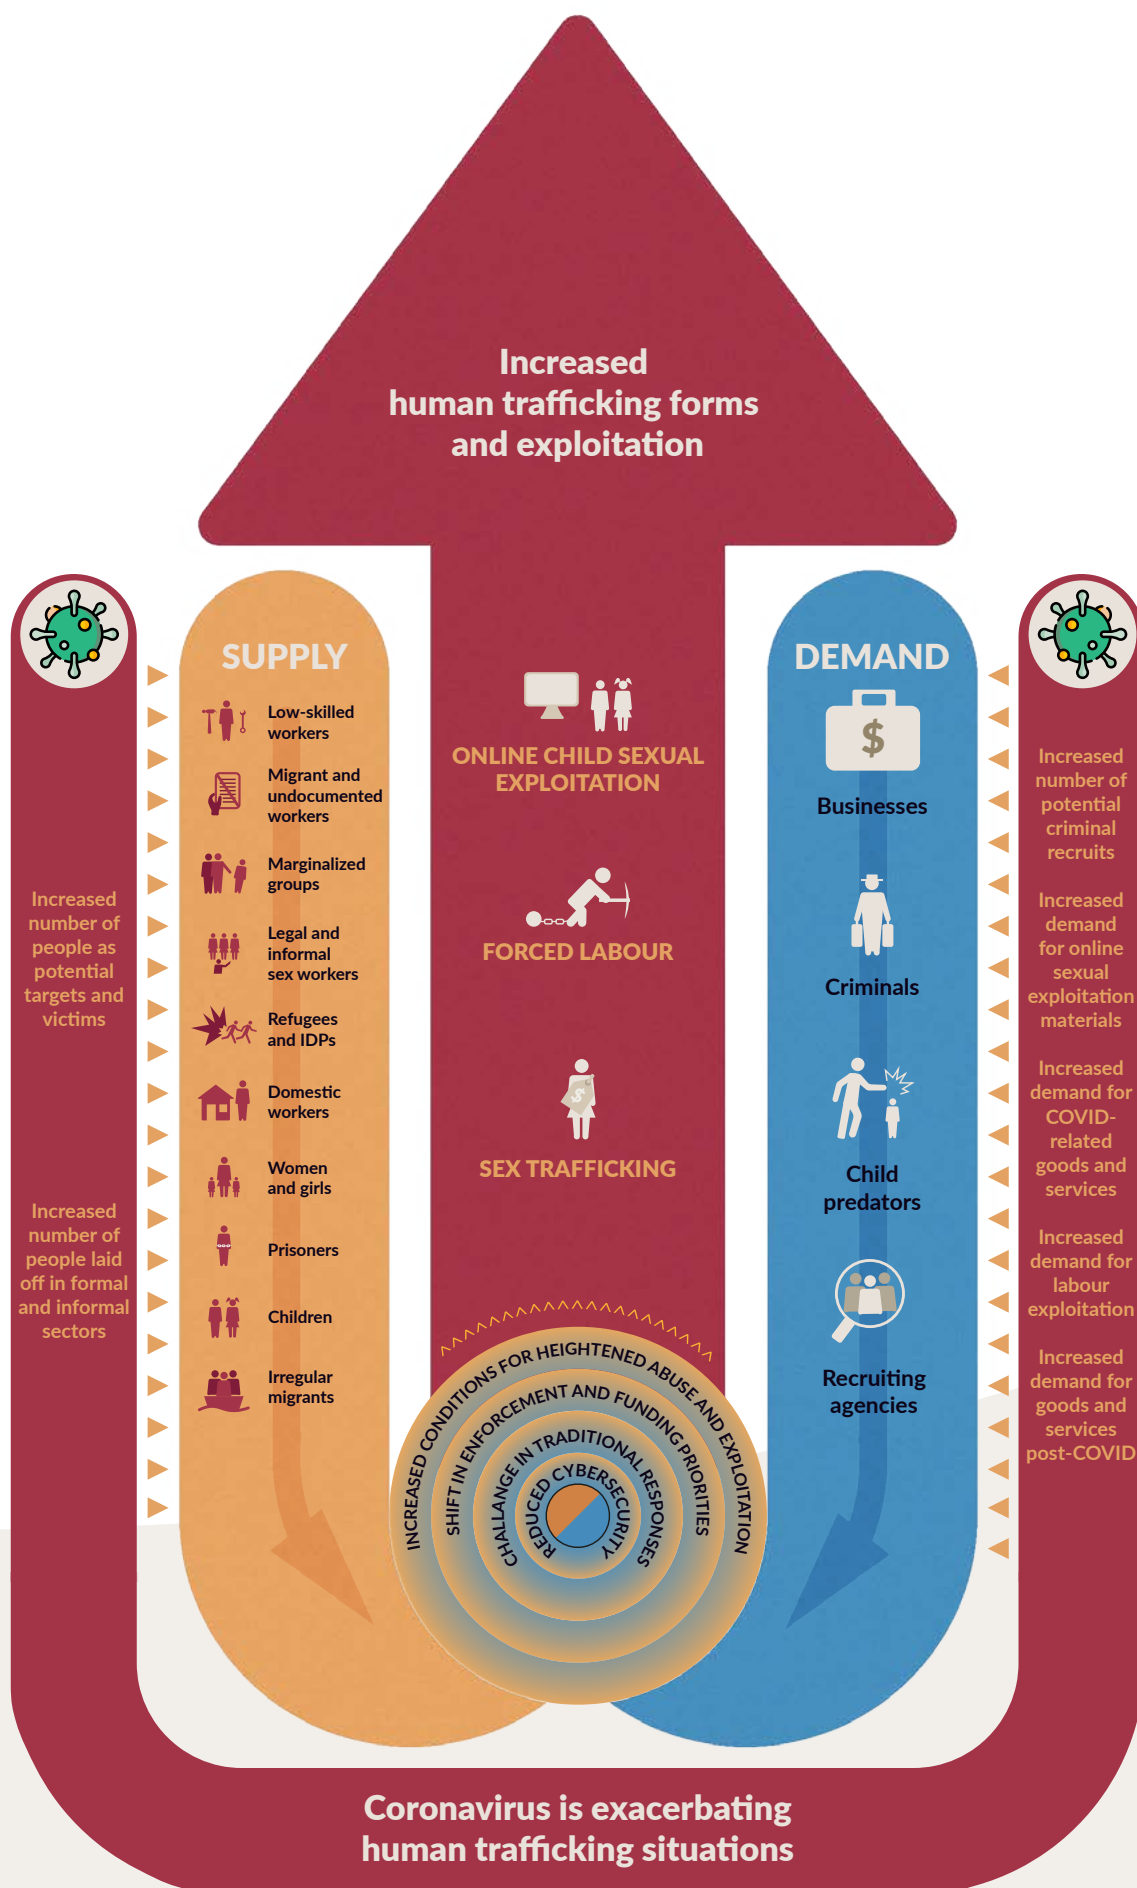 Increased
human trafficking forms
and exploitation
Increased
number of
people as
potential
targets and
victims
Increased
number of
people laid
off in formal
and informal
sectors
SUPPLY
Low-skilled
workers
Migrant and
undocumented
workers
Marginalized
groups
Legal and
informal
sex workers
Refugees
and IDPs
Domestic
workers
Women
and girls
Prisoners
Children
Irregular
migrants
ONLINE CHILD SEXUAL
EXPLOITATION
FORCED LABOUR
$
SEX TRAFFICKING
INCREASED CONDITIONS FOR HEIGHTENED ABUSE AND EXPLOITATION
SHIFT IN ENFORCEMENT AND FUNDING PRIORITIES
CHALLANGE IN TRADITIONAL RESPONSES
REDUCED CYBERSECURITY
DEMAND
$
Businesses
Criminals
Child
predators
Recruiting
agencies
Increased
number of
potential
criminal
recruits
Increased
demand
for online
sexual
exploitation
materials
Increased
demand for
COVID-
related
goods and
services
Increased
demand for
labour
exploitation
Increased
demand for
goods and
services
post-COVID
Coronavirus is exacerbating
human trafficking situations